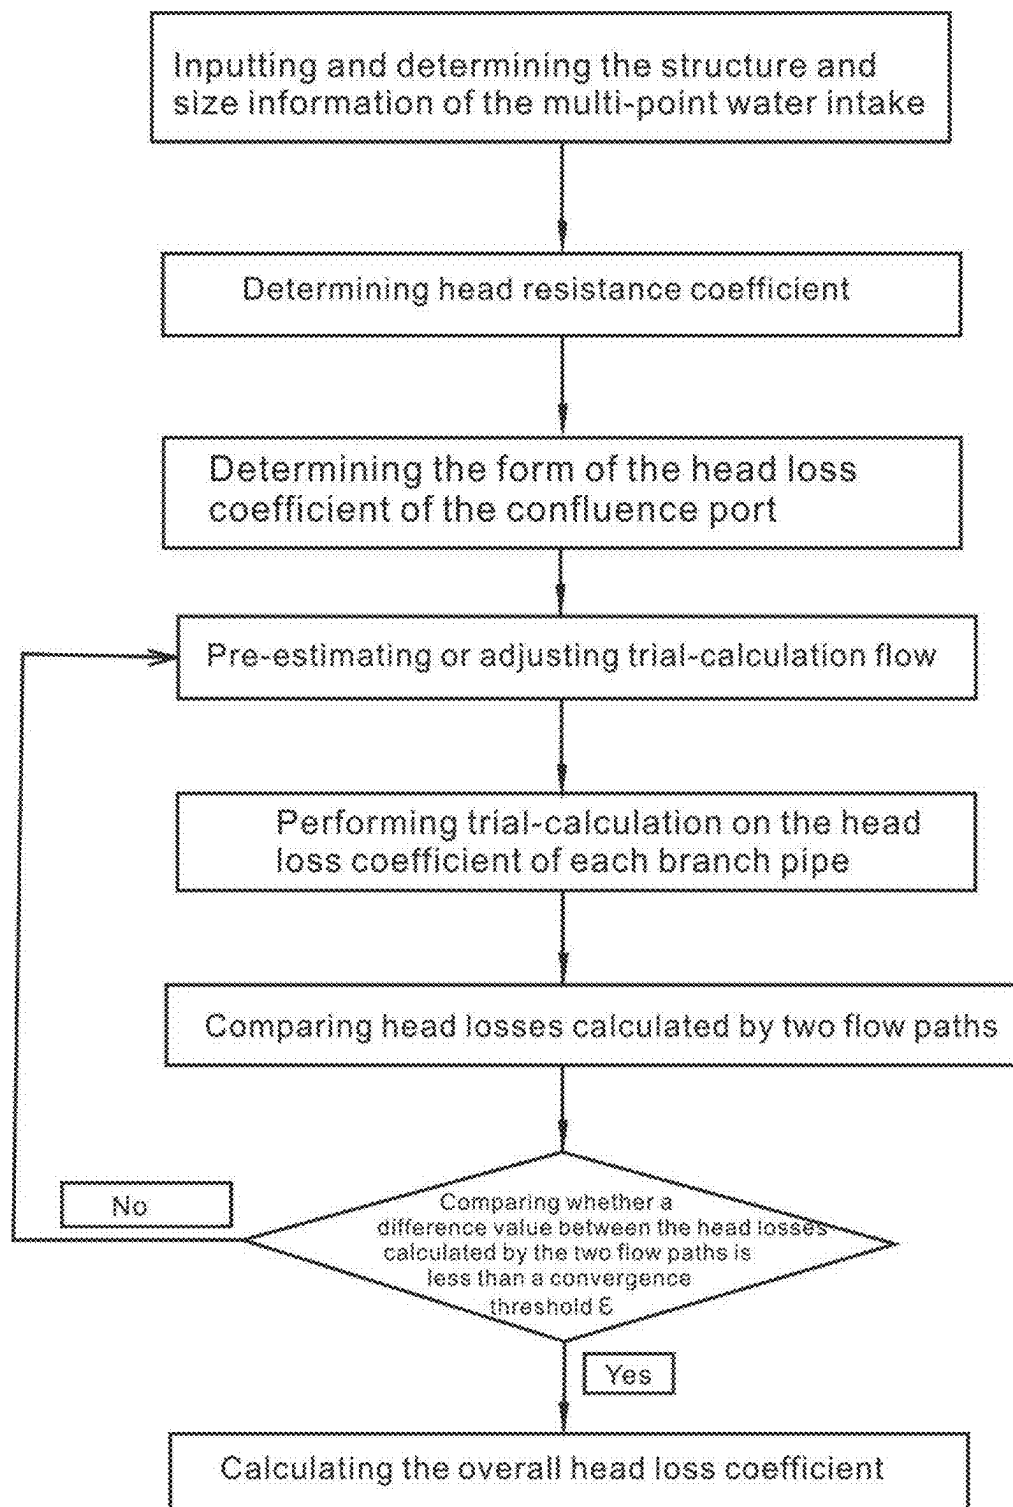 Inputting and determining the structure and
size information of the multi-point water intake
Determining head resistance coefficient
Determining the form of the head loss
coefficient of the confluence port
Pre-estimating or adjusting trial-calculation flow
Performing trial-calculation on the head
loss coefficient of each branch pipe
Comparing head losses calculated by two flow paths
Comparing whether a
difference value between the head losses
calculated by the two flow paths is
less than a convergence
threshold ε
No
Yes
Calculating the overall head loss coefficient